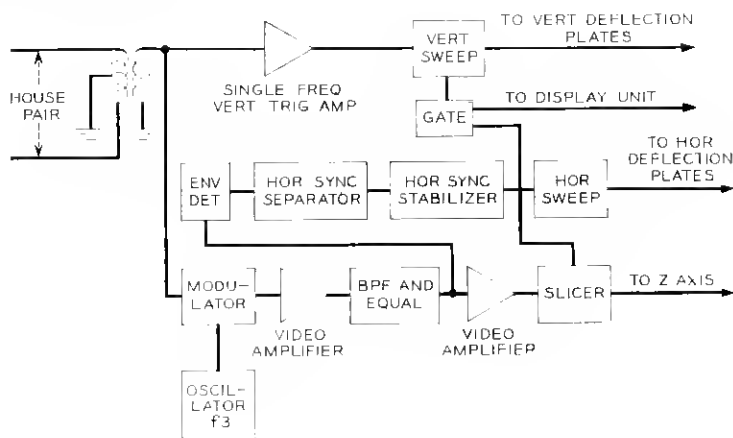 TO VERT DEFLECTION
PLATES
VERT
SWEEP
SINGLE FREQ
VERT TRIG AMP
HOUSE
PAIR
GATE
TO DISPLAY UNIT
TO HOR
DEFLECTION
PLATES
ENV
DET
HOR SYNC
SEPARATOR
HOR SYNC
STABILIZER
HOR
SWEEP
MODU-
LATOR
VIDEO
AMPLIFIER
BPF AND
EQUAL
VIDEO
AMPLIFIER
SLICER
TO Z AXIS
OSCIL-
LATOR
f3